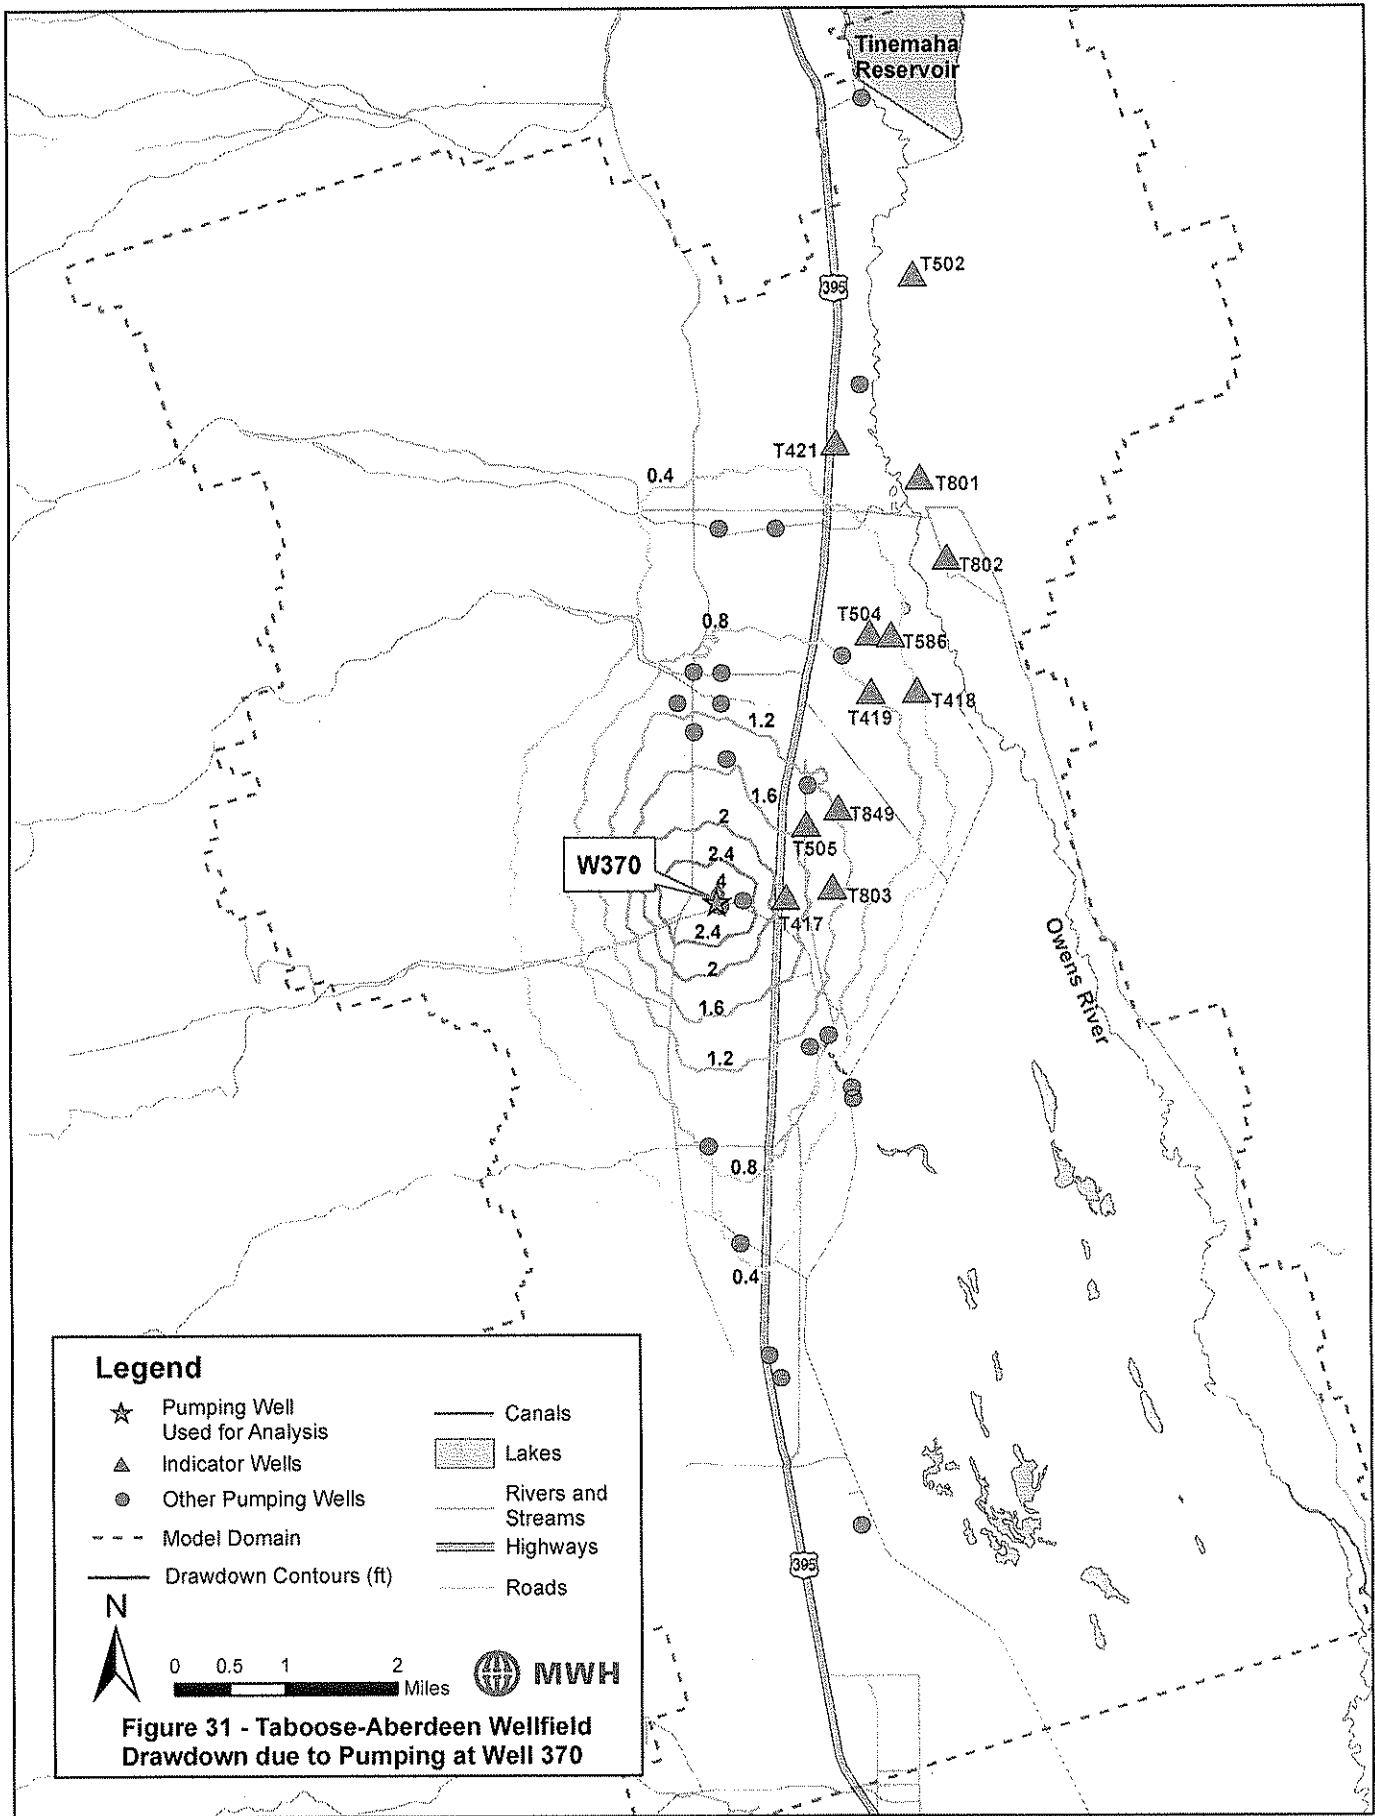 Tinemaha
Reservoir
T502
395
T421
0.4
T801
T802
0.8
T504
T586
T419
T418
1.2
1.6
T849
2
T505
2.4
W370
4
T803
T417
2.4
2
Owens River
1.6
1.2
0.8
0.4
Legend
Pumping Well
Used for Analysis
Indicator Wells
Other Pumping Wells
Model Domain
Drawdown Contours (ft)
Canals
Lakes
Rivers and
Streams
Highways
Roads
395
N
0 0.5 1 2
Miles
MWH
Figure 31 - Taboose-Aberdeen Wellfield
Drawdown due to Pumping at Well 370